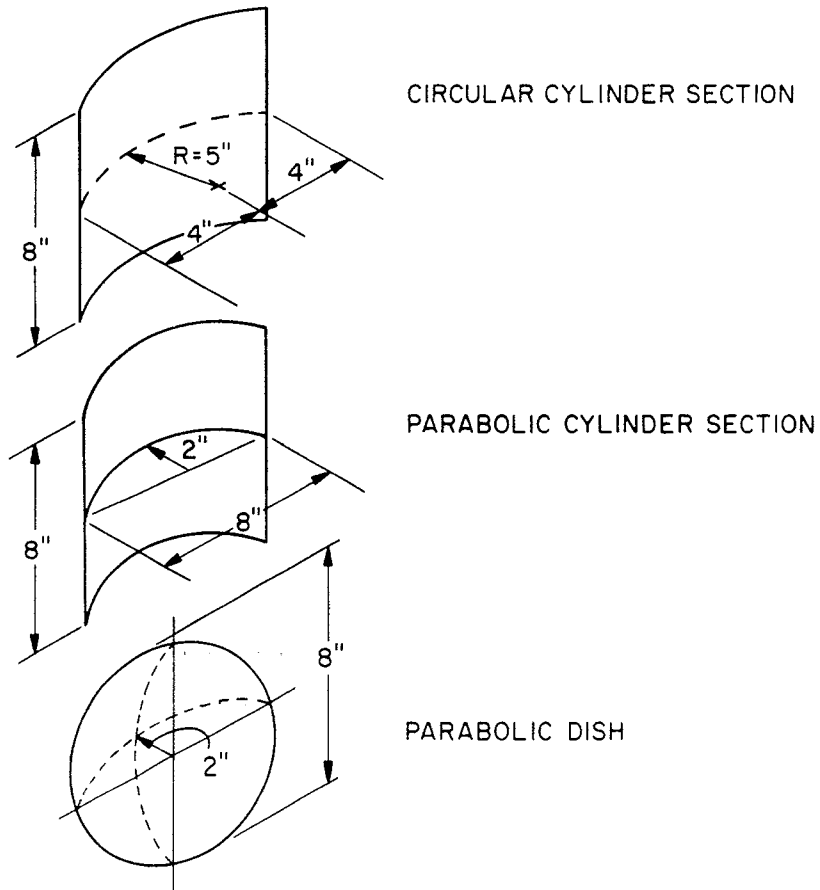 CIRCULAR CYLINDER SECTION
R=5"
4"
4"
8"
PARABOLIC CYLINDER SECTION
2"
8"
8"
8"
PARABOLIC DISH
2"